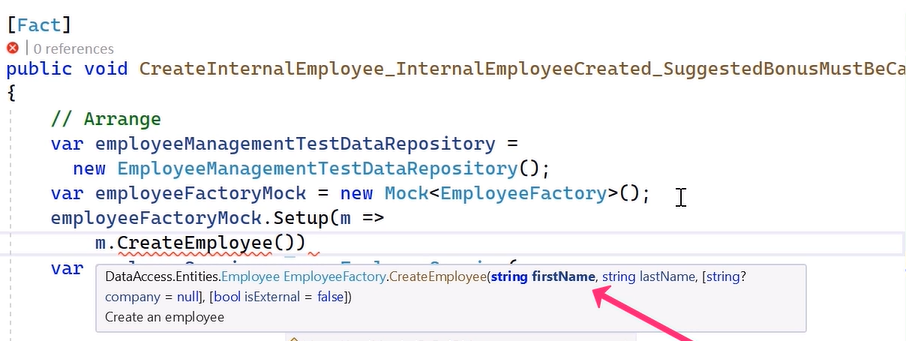 [Fact]
| 0 references
public void CreateInternalEmployee_InternalEmployeeCreated_SuggestedBonusMustBeCa
{
// Arrange
var employeeManagementTestDataRepository =
new EmployeeManagementTestDataRepository();
var employeeFactoryMock = new Mock<EmployeeFactory>();
employeeFactoryMock.Setup(m =>
m.CreateEmployee())
var
DataAccess.Entities.Employee EmployeeFactory.CreateEmployee(string firstName, string lastName, [string?
company = null], [bool isExternal = false])
Create an employee